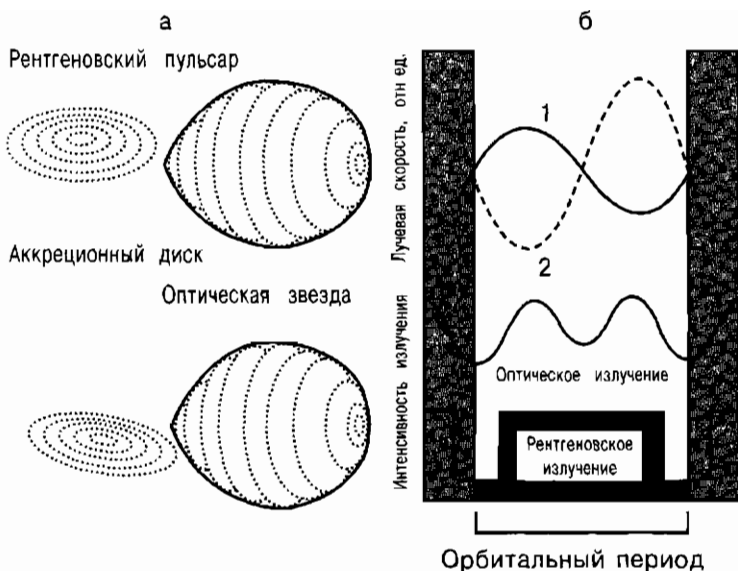 а
Рентгеновский пульсар
Аккреционный диск
Оптическая звезда
б
Лучевая скорость, отн ед.
1
2
Интенсивность излучения
Оптическое излучение
Рентгеновское
излучение
Орбитальный период